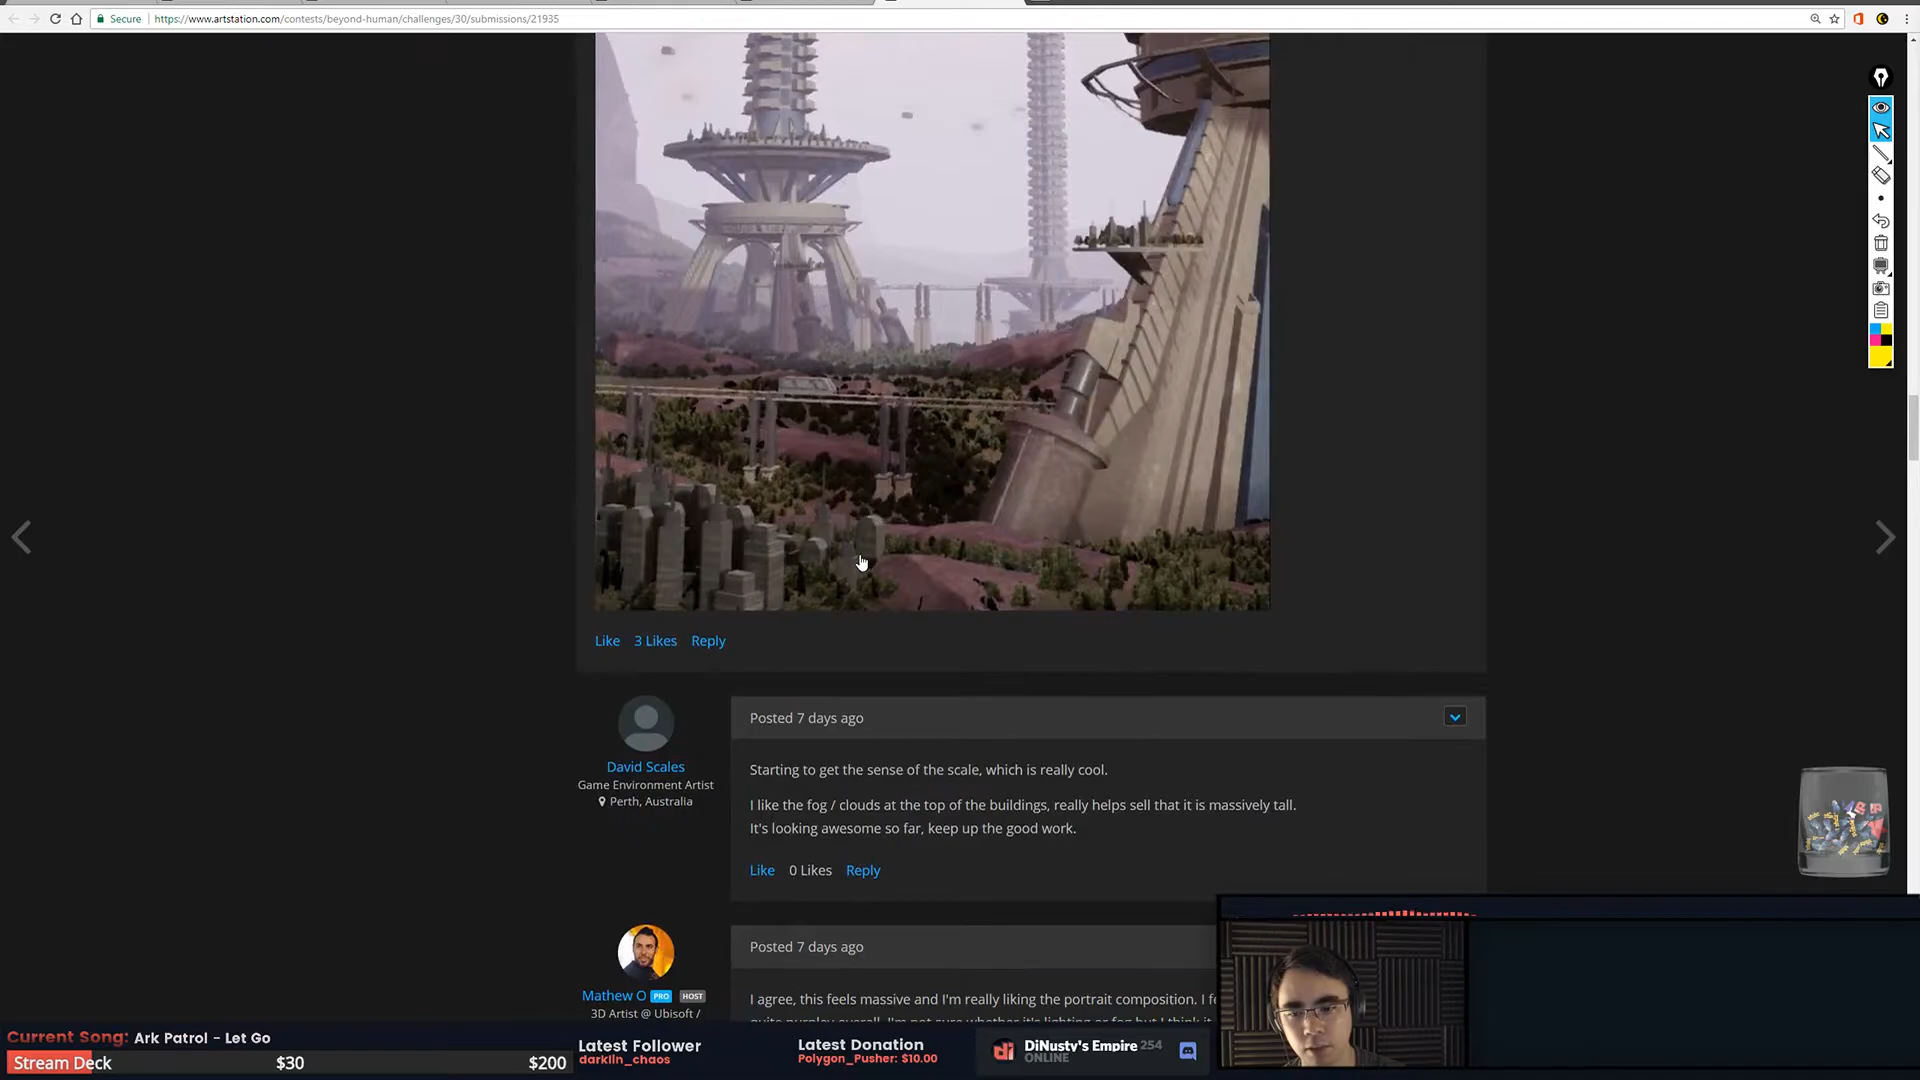 Secure
https://www.artstation.com/contests/beyond-human/challenges/30/submissions/21935
Like 3 Likes Reply
David Scales
Game Environment Artist
Perth, Australia
Posted 7 days ago
Starting to get the sense of the scale, which is really cool.
I like the fog / clouds at the top of the buildings, really helps sell that it is massively tall.
It's looking awesome so far, keep up the good work.
Like 0 Likes Reply
Mathew O PRO HOST
3D Artist @ Ubisoft /
Posted 7 days ago
I agree, this feels massive and I'm really liking the portrait composition. I
Current Song: Ark Patrol - Let Go
Stream Deck $30 $200
Latest Follower
darklin_chaos
Latest Donation
Polygon_Pusher: $10.00
DiNusty's Empire 254
ONLINE